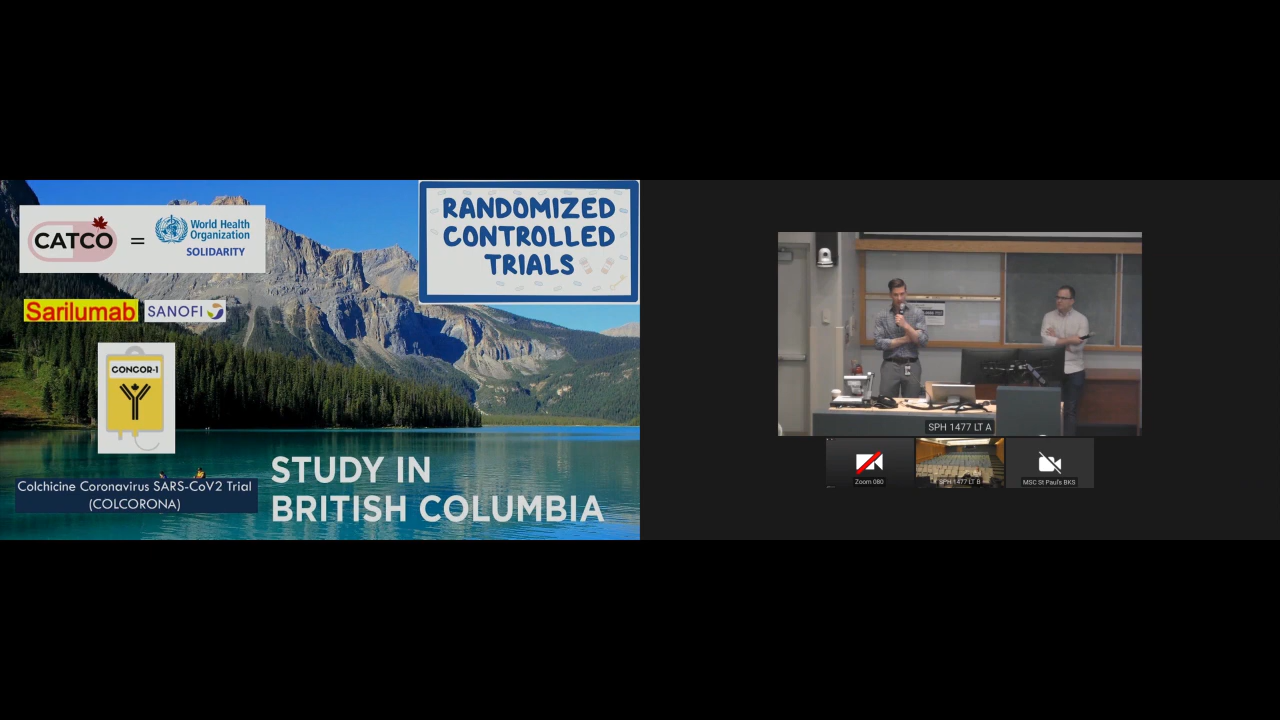 CATCO
=
World Health
Organization
SOLIDARITY
RANDOMIZED
CONTROLLED
TRIALS
Sarilumab
SANOFI
CONCOR-1
Colchicine Coronavirus SARS-CoV2 Trial
(COLCORONA)
STUDY IN
BRITISH COLUMBIA
SPH 1477 LT A
Zoom 080
SPH 1477 LT B
MSC St Paul's BKS